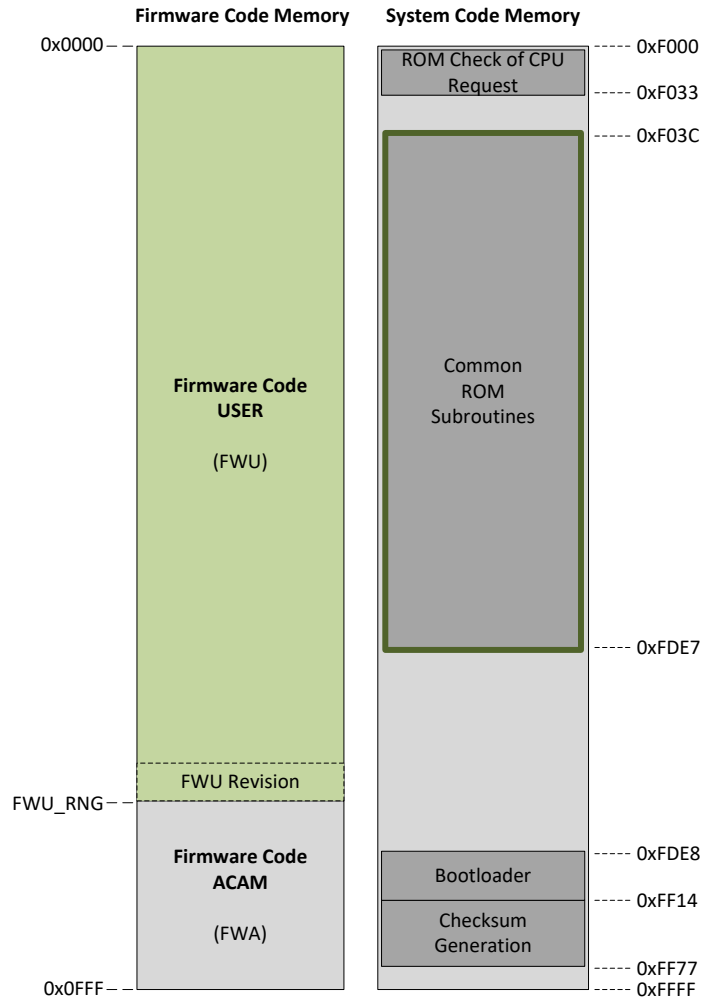 Firmware Code Memory
System Code Memory
0x0000
Firmware Code
USER
(FWU)
FWU Revision
FWU_RNG
Firmware Code
ACAM
(FWA)
0x0FFF
ROM Check of CPU
Request
Common
ROM
Subroutines
Bootloader
Checksum
Generation
0xF000
0xF033
0xF03C
0xFDE7
0xFDE8
0xFF14
0xFF77
0xFFFF